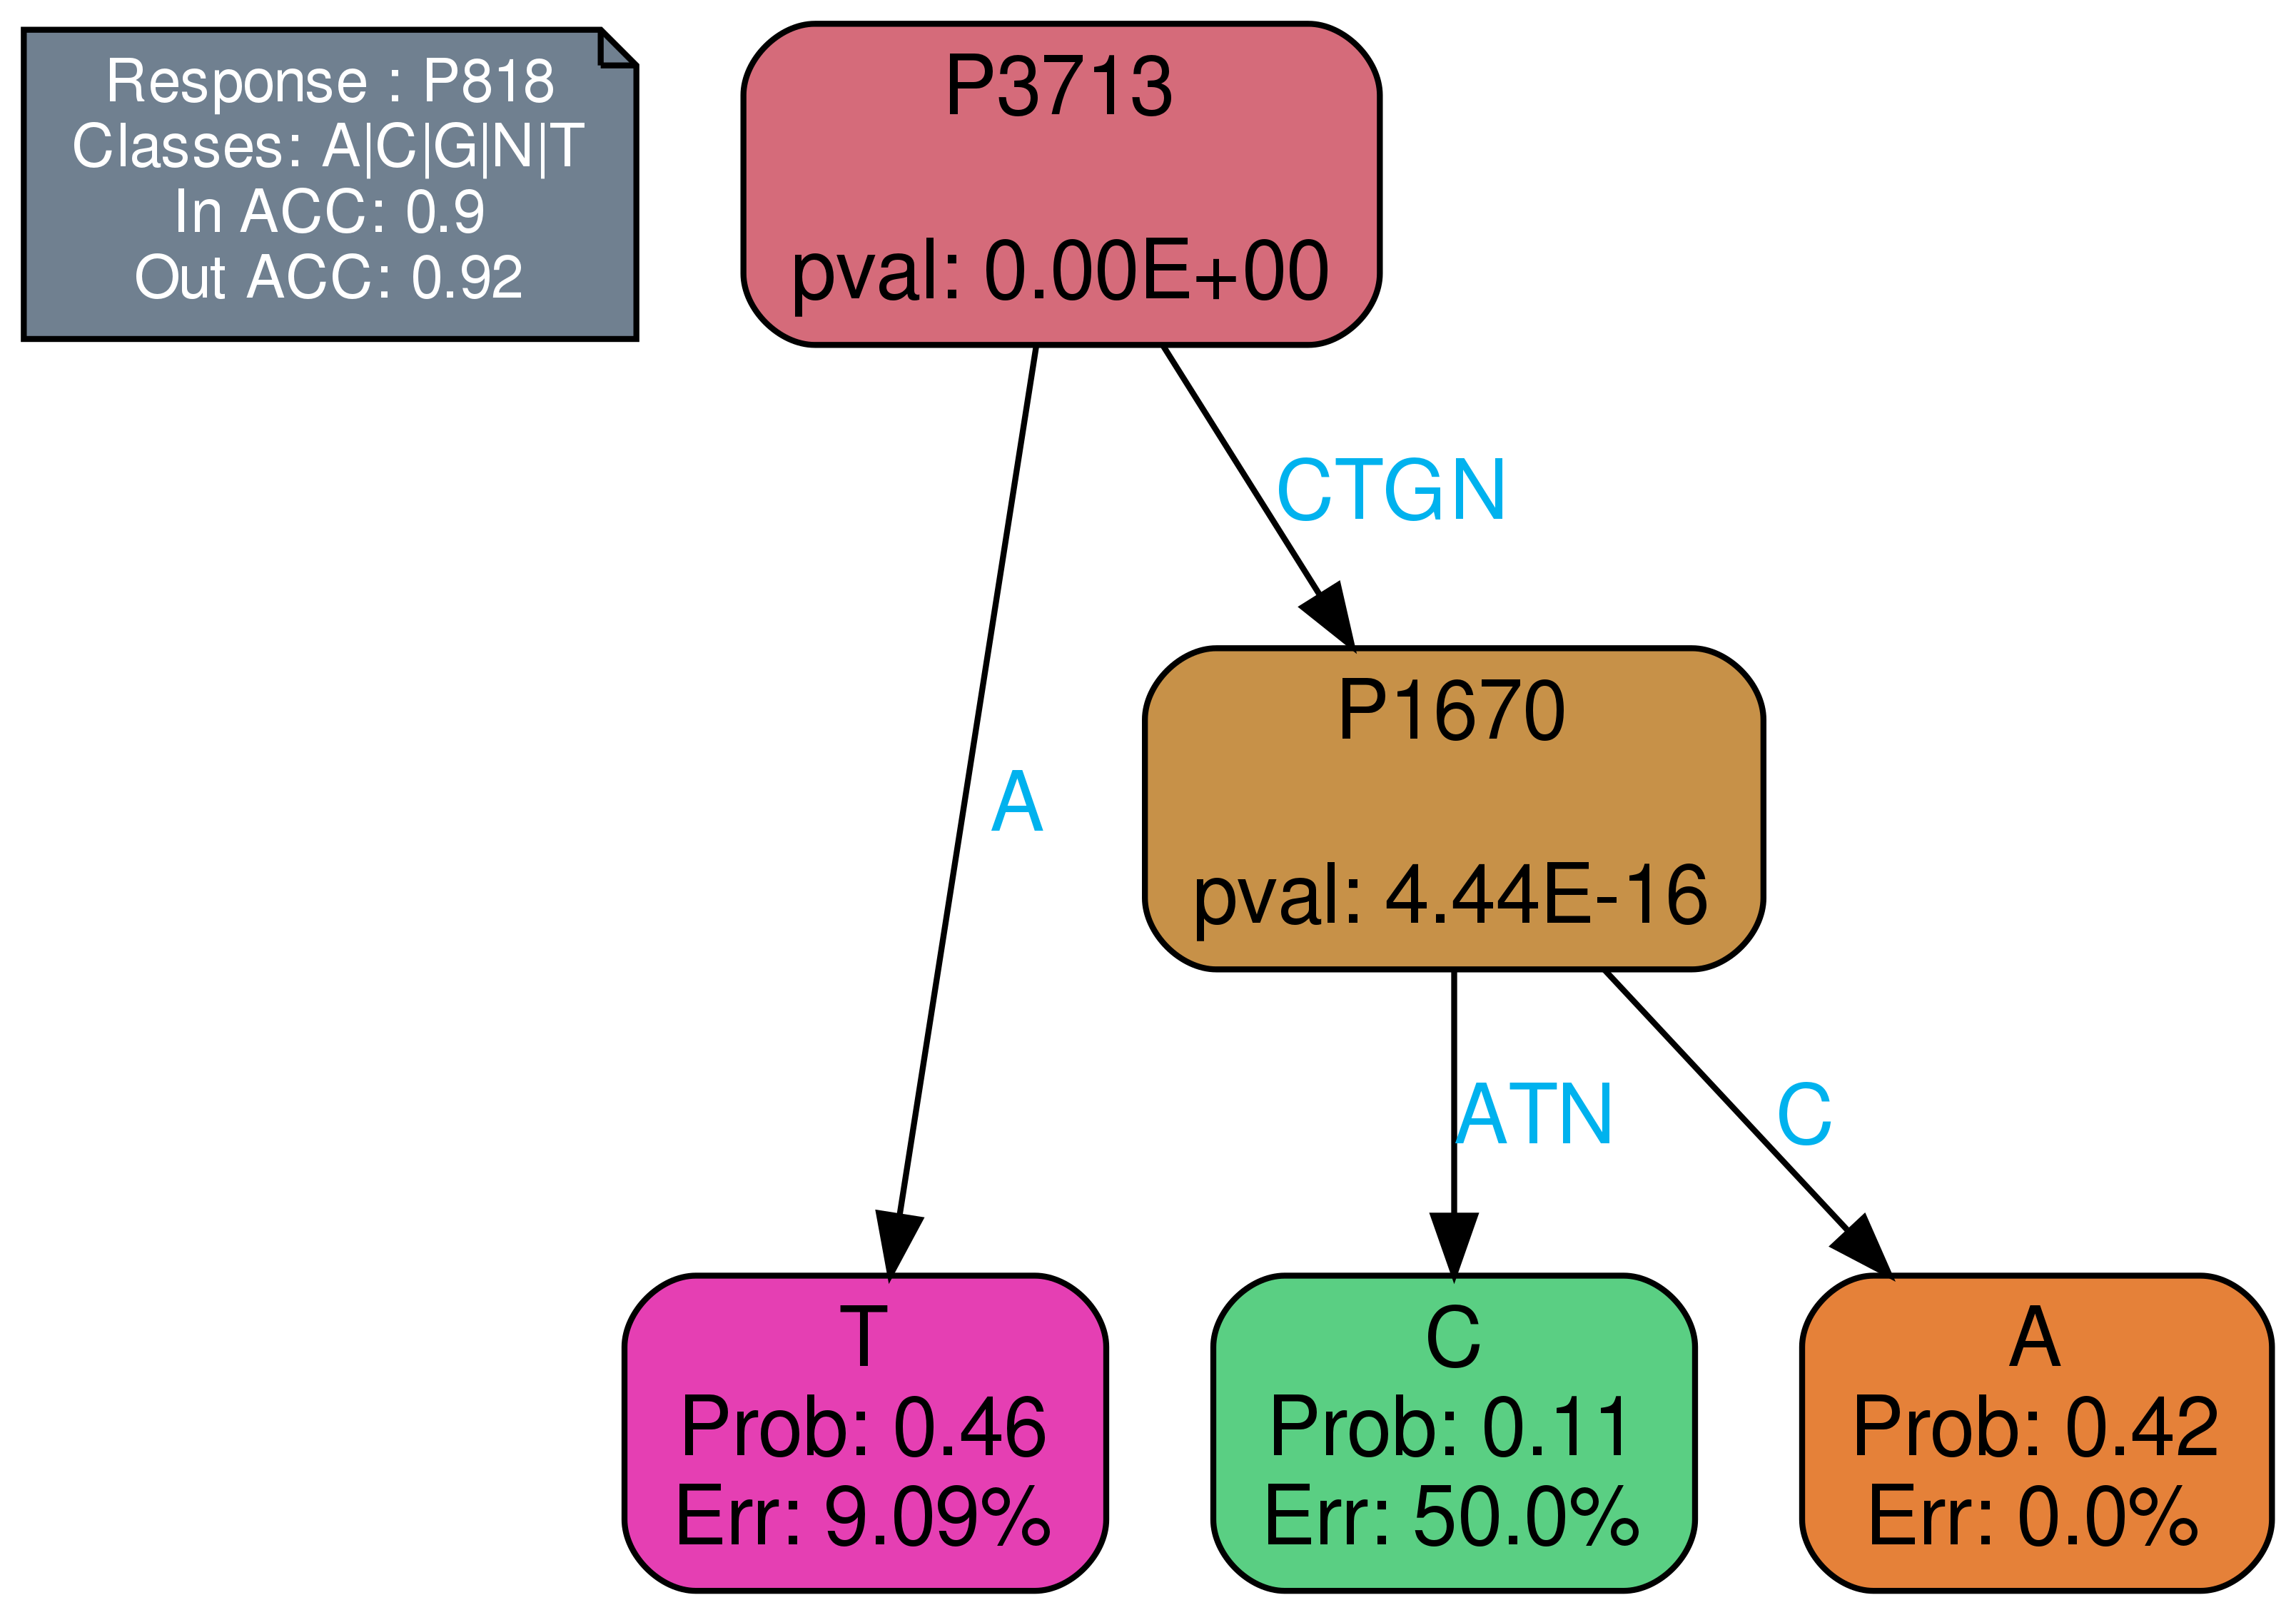 Response : P818
Classes: A|C|G|N|T
In ACC: 0.9
Out ACC: 0.92
P3713
pval: 0.00E+00
CTGN
P1670
pval: 4.44E-16
A
ATN
C
T
Prob: 0.46
Err: 9.09%
C
Prob: 0.11
Err: 50.0%
A
Prob: 0.42
Err: 0.0%